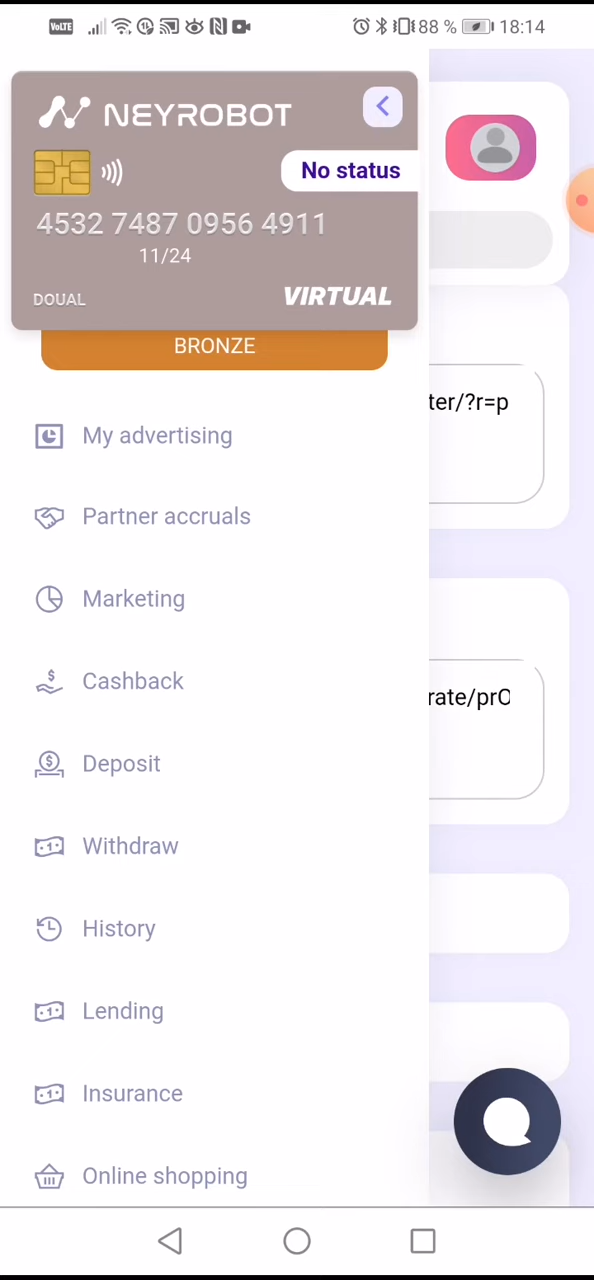 VoLTE 88 % 18:14
NEYROBOT
No status
4532 7487 0956 4911
11/24
DOUAL VIRTUAL
BRONZE
ter/?r=p
My advertising
Partner accruals
Marketing
Cashback
rate/prO
Deposit
Withdraw
History
Lending
Insurance
Online shopping